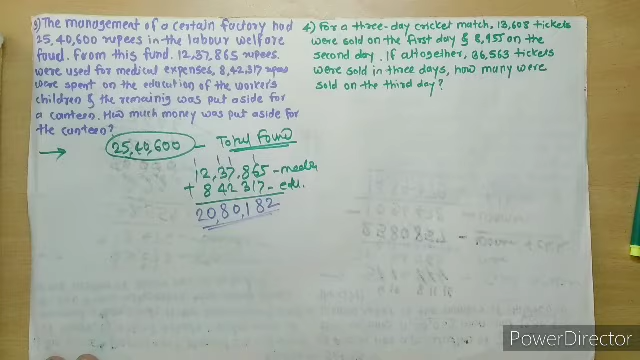 3) The management of a certain factory had
25,40,600 rupees in the labour welfare
foud. From this fund. 12,37,865 rupees.
were used for medical expenses, 8,42,317 rupees
were spent on the education of the worker's
children & the remaining was put aside for
a canteen. How much money was put aside for
the canteen?
→ 25,40,600 - Total Found
12,37,865 - medi.
+ 8 42 317 - edu.
20,80,182
4) For a three-day cricket match, 13,608 tickets
were sold on the first day & 8,955 on the
second day. If altogether, 36,563 tickets
were sold in three days, how many were
sold on the third day?
PowerDirector